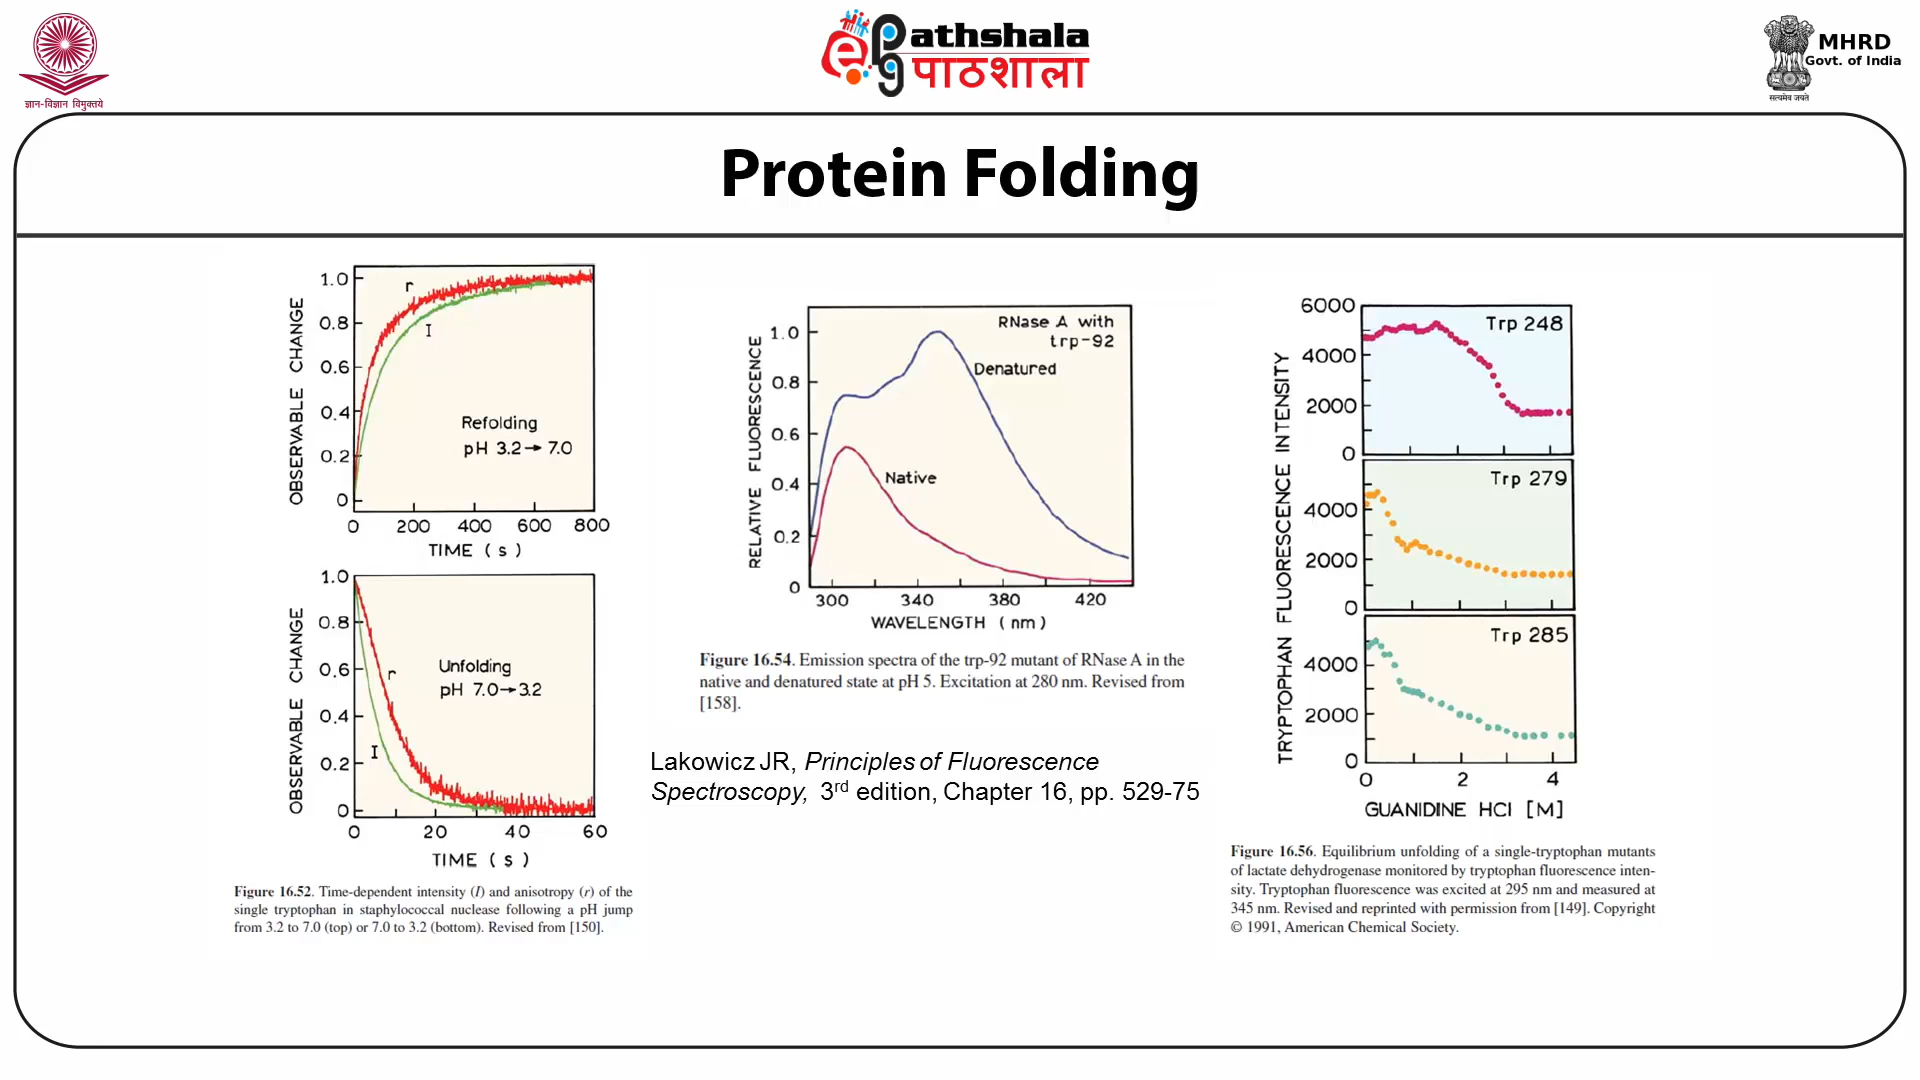 ज्ञान-विज्ञान विमुक्तये
ePathshala
पाठशाला
MHRD
Govt. of India
सत्यमेव जयते
Protein Folding
OBSERVABLE CHANGE
1.0
0.8
0.6
0.4
0.2
0
r
I
Refolding
pH 3.2→7.0
0 200 400 600 800
TIME (s)
OBSERVABLE CHANGE
1.0
0.8
0.6
0.4
0.2
0
Unfolding
pH 7.0→3.2
r
I
0 20 40 60
TIME (s)
Figure 16.52. Time-dependent intensity (I) and anisotropy (r) of the
single tryptophan in staphylococcal nuclease following a pH jump
from 3.2 to 7.0 (top) or 7.0 to 3.2 (bottom). Revised from [150].
RELATIVE FLUORESCENCE
1.0
0.8
0.6
0.4
0.2
0
RNase A with
trp-92
Denatured
Native
300 340 380 420
WAVELENGTH (nm)
Figure 16.54. Emission spectra of the trp-92 mutant of RNase A in the
native and denatured state at pH 5. Excitation at 280 nm. Revised from
[158].
Lakowicz JR, Principles of Fluorescence
Spectroscopy, 3rd edition, Chapter 16, pp. 529-75
TRYPTOPHAN FLUORESCENCE INTENSITY
6000
4000
2000
0
Trp 248
4000
2000
0
Trp 279
4000
2000
0
Trp 285
0 2 4
GUANIDINE HCl [M]
Figure 16.56. Equilibrium unfolding of a single-tryptophan mutants
of lactate dehydrogenase monitored by tryptophan fluorescence inten-
sity. Tryptophan fluorescence was excited at 295 nm and measured at
345 nm. Revised and reprinted with permission from [149]. Copyright
© 1991, American Chemical Society.